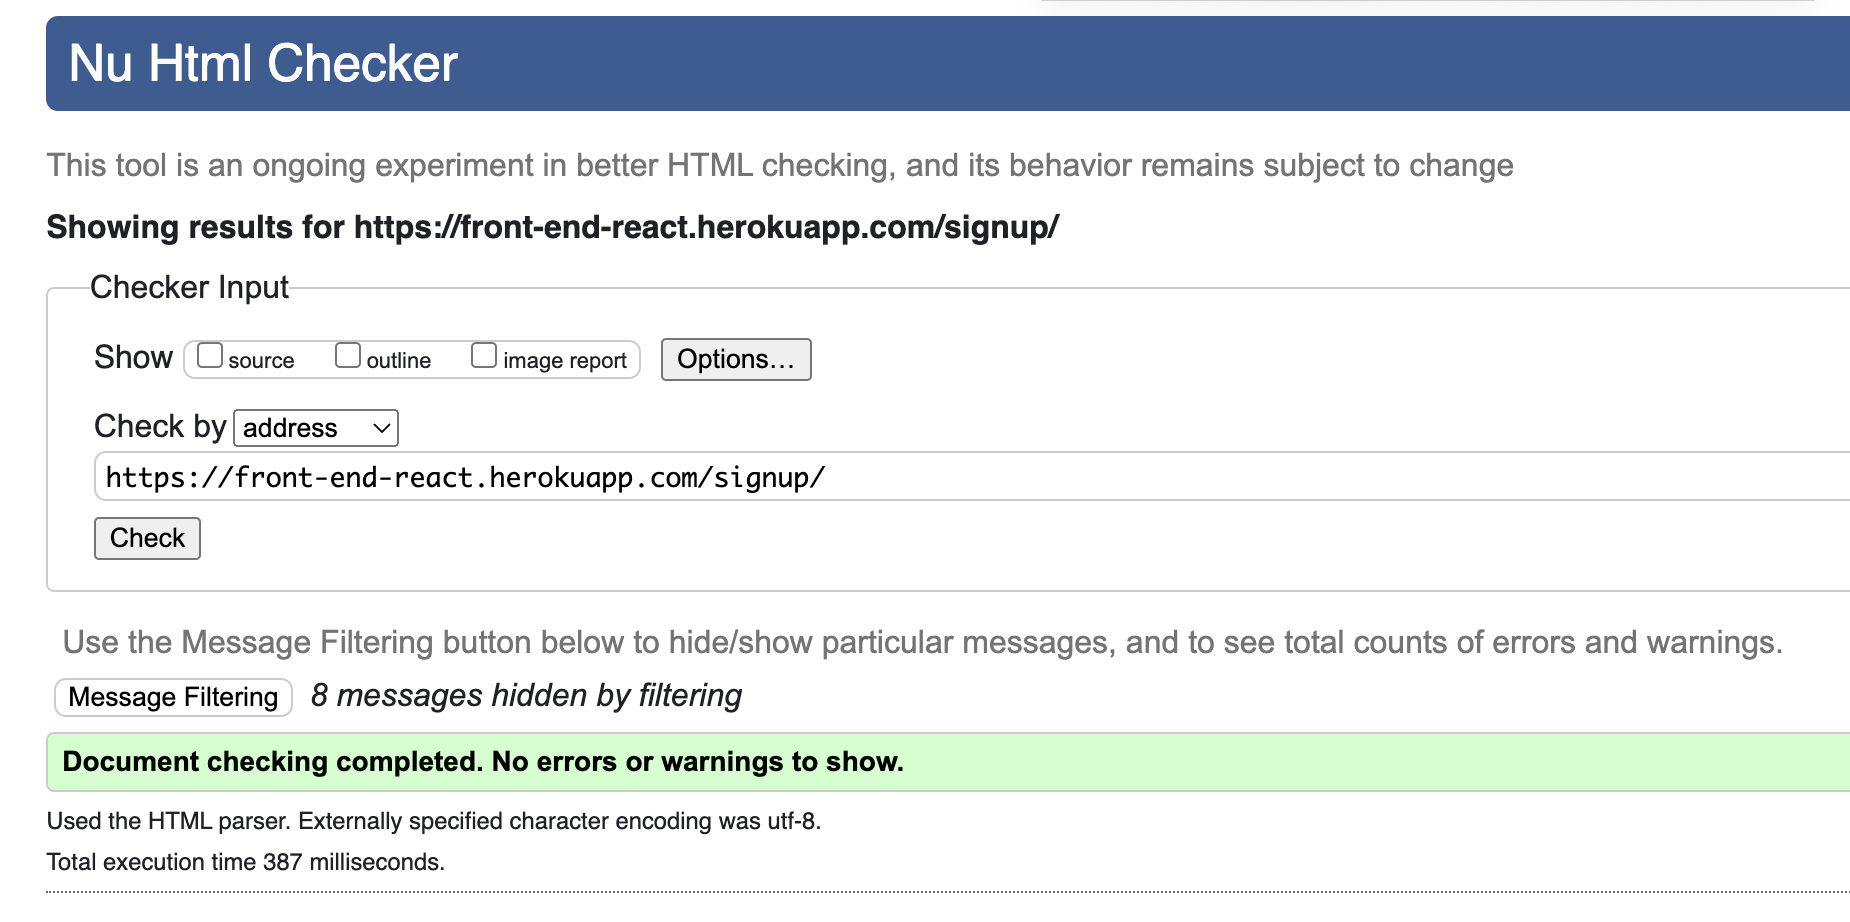 Nu Html Checker
This tool is an ongoing experiment in better HTML checking, and its behavior remains subject to change
Showing results for https://front-end-react.herokuapp.com/signup/
Checker Input
Show source outline image report Options...
Check by address
https://front-end-react.herokuapp.com/signup/
Check
Use the Message Filtering button below to hide/show particular messages, and to see total counts of errors and warnings.
Message Filtering 8 messages hidden by filtering
Document checking completed. No errors or warnings to show.
Used the HTML parser. Externally specified character encoding was utf-8.
Total execution time 387 milliseconds.